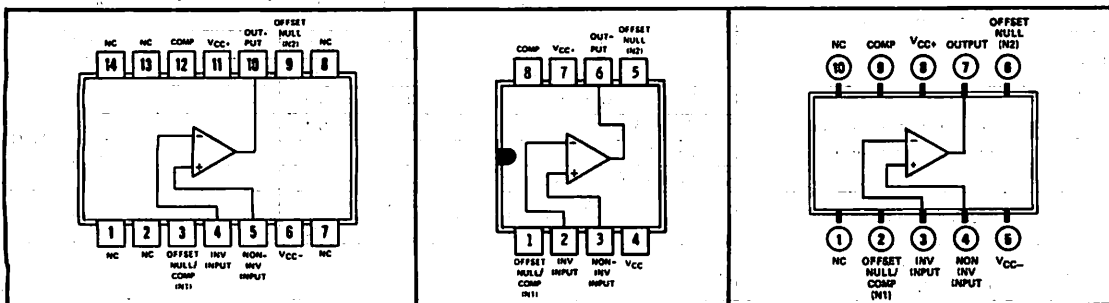 NC NC COMP VCC+ OUT-PUT OFFSET NULL (N2) NC
14 13 12 11 10 9 8
1 2 3 4 5 6 7
NC NC OFFSET NULL/ COMP (N1) INV INPUT NON-INV INPUT VCC− NC
COMP VCC+ OUT-PUT OFFSET NULL (N2)
8 7 6 5
1 2 3 4
OFFSET NULL/ COMP (N1) INV INPUT NON-INV INPUT VCC
NC COMP VCC+ OUTPUT OFFSET NULL (N2)
10 9 8 7 6
1 2 3 4 5
NC OFFSET NULL/ COMP (N1) INV INPUT NON INV INPUT VCC−